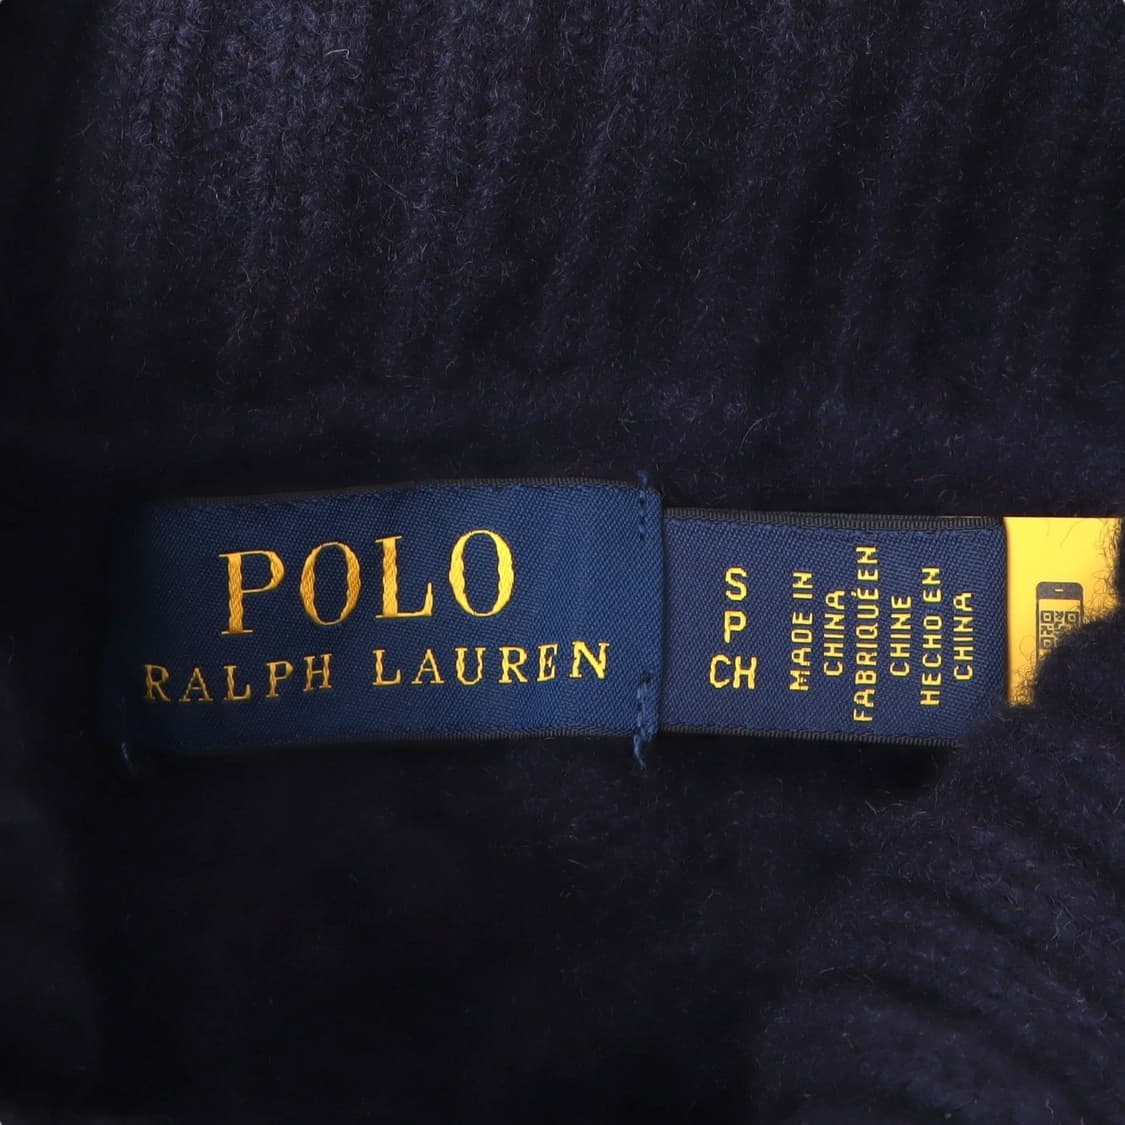 POLO
RALPH LAUREN
S
P
CH
MADE IN
CHINA
FABRIQUÉ EN
CHINE
HECHO EN
CHINA